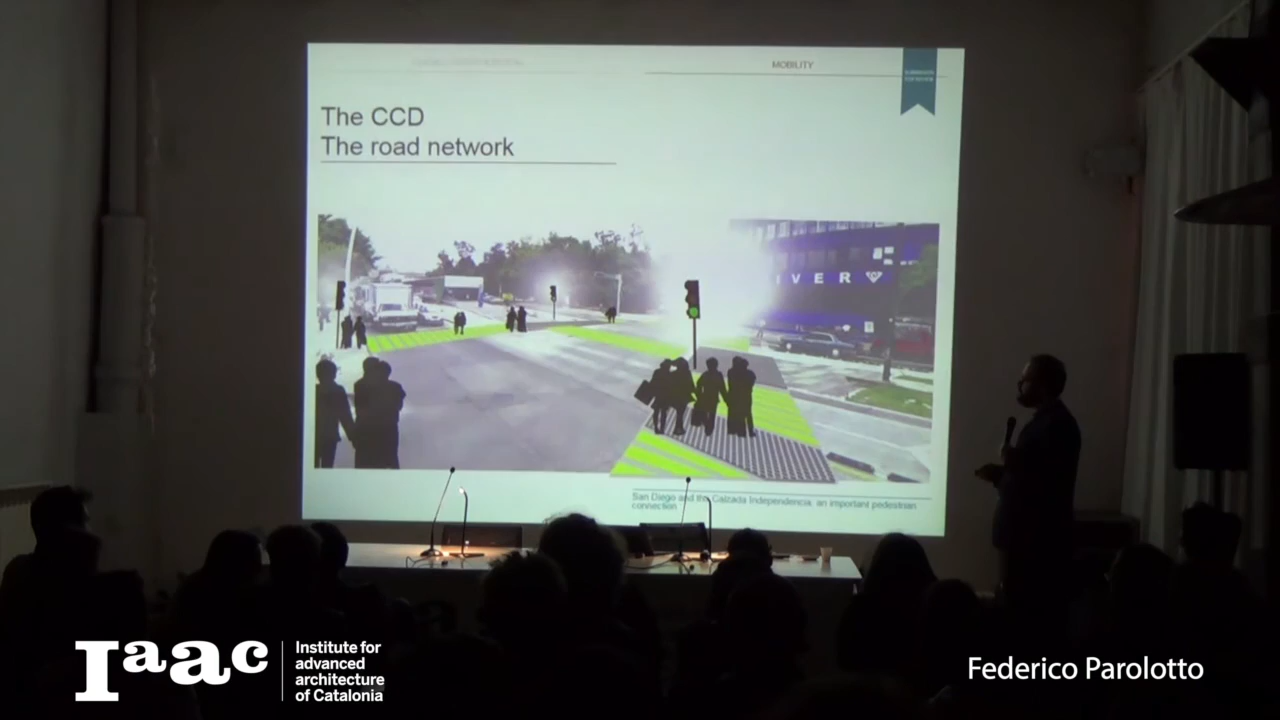 MOBILITY
The CCD
The road network
IVER
San Diego and the Calzada Independencia, an important pedestrian
connection
Iaac
Institute for
advanced
architecture
of Catalonia
Federico Parolotto